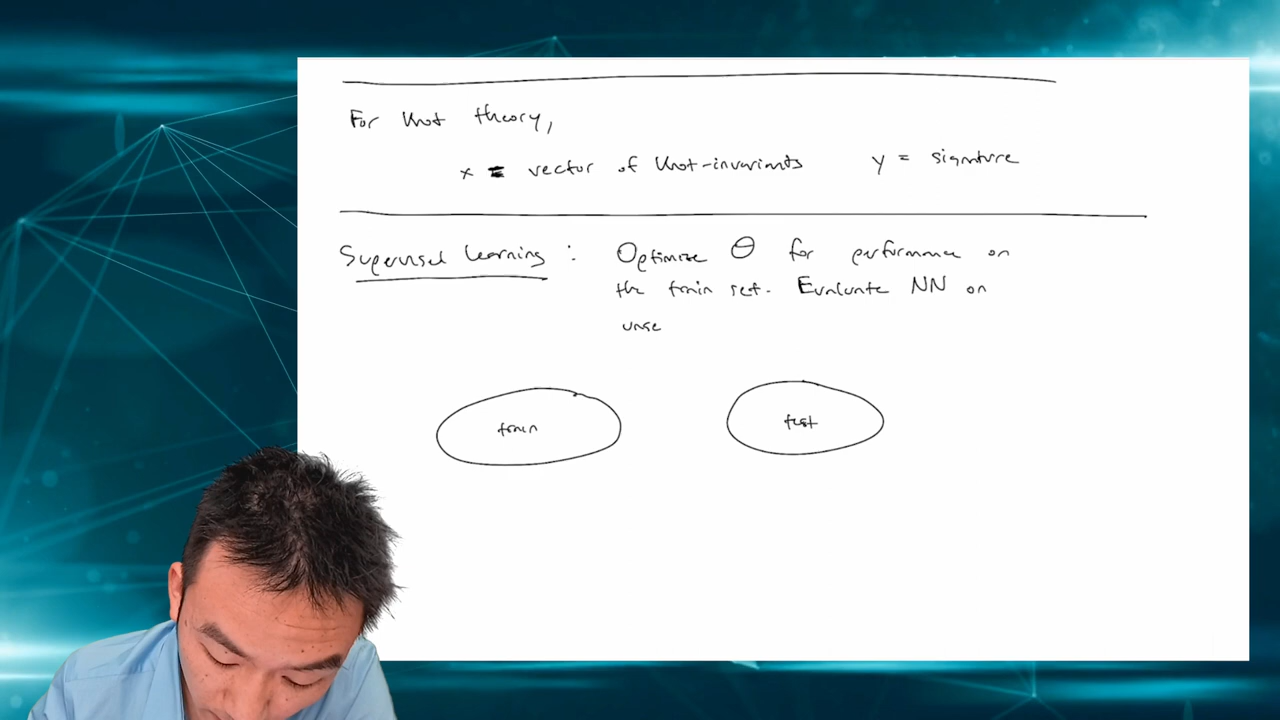 For knot theory,
x = vector of knot-invariants y = signature
Supervised learning : Optimize θ for performance on
the train set. Evaluate NN on
unse
train test